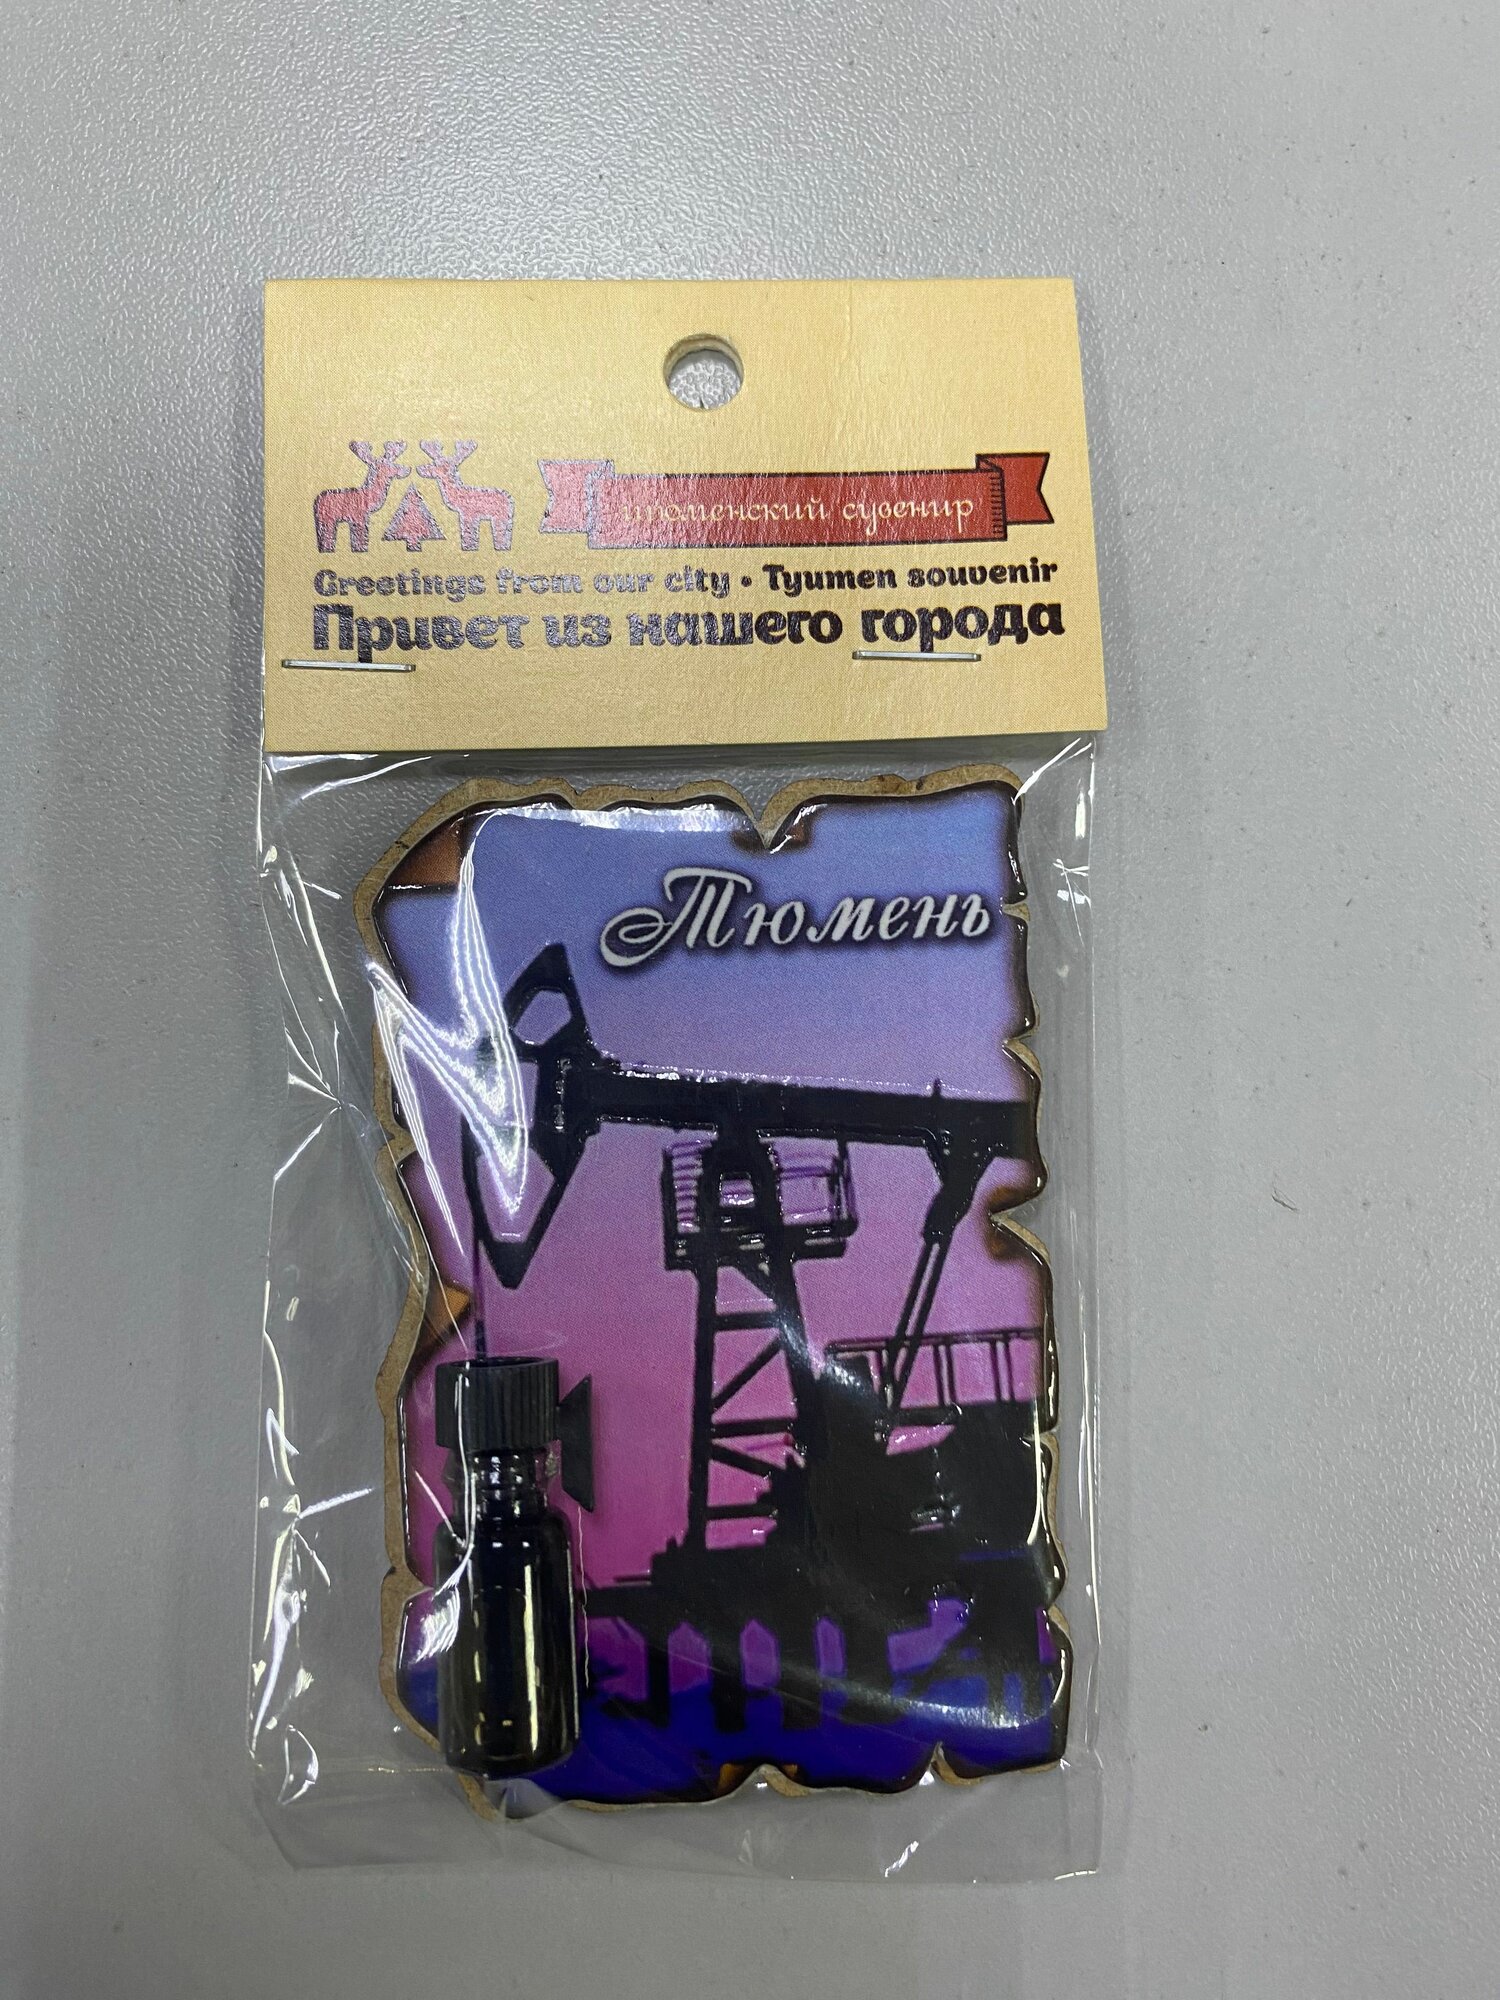 тюменский сувенир
Greetings from our city • Tyumen souvenir
Привет из нашего города
Тюмень